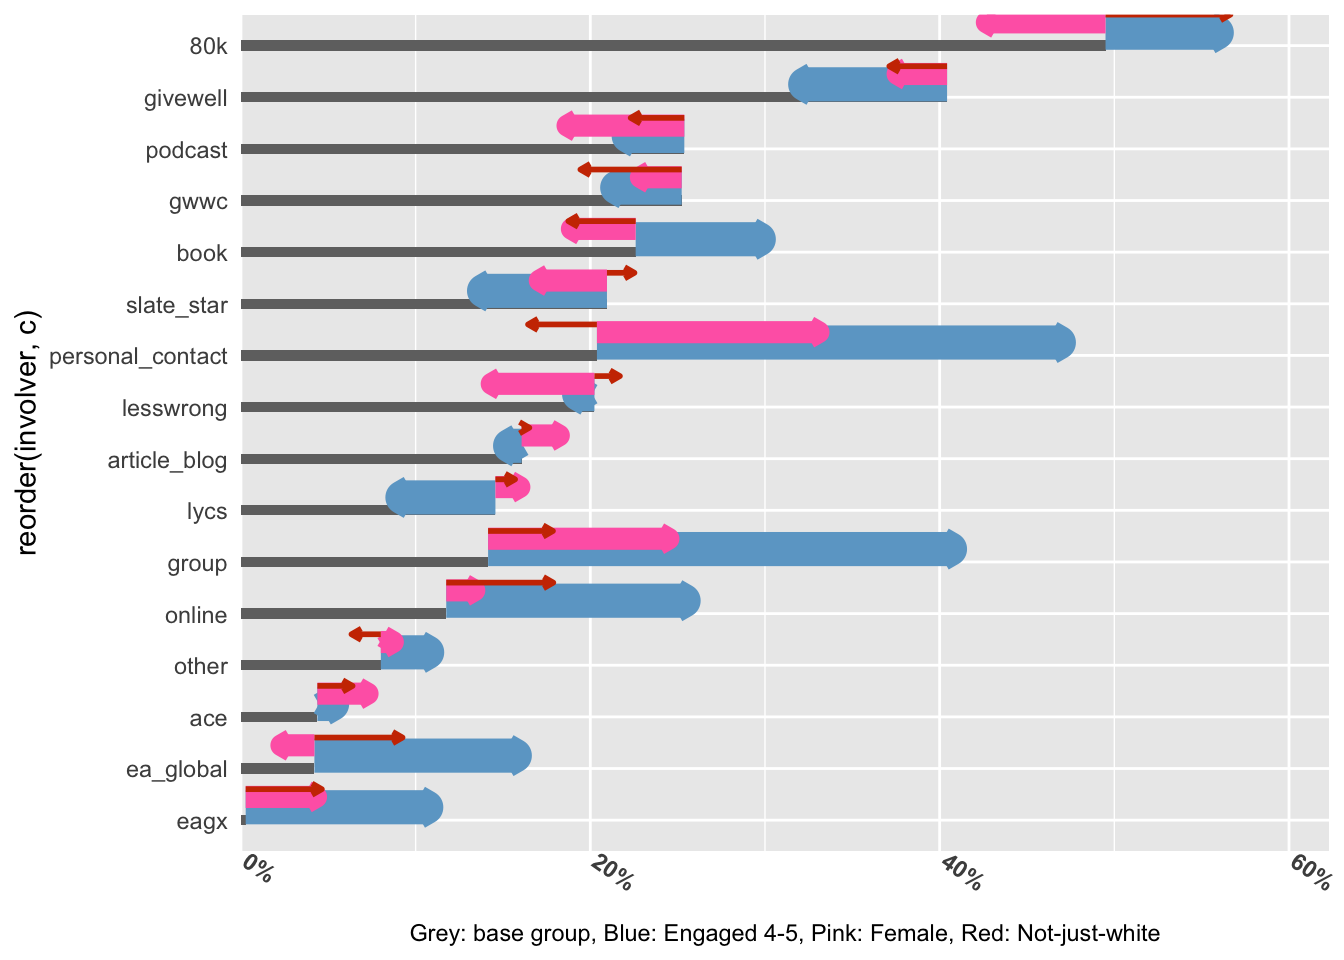 80k
givewell
podcast
gwwc
book
slate_star
personal_contact
lesswrong
article_blog
lycs
group
online
other
ace
ea_global
eagx
reorder(involver, c)
0%
20%
40%
60%
Grey: base group, Blue: Engaged 4-5, Pink: Female, Red: Not-just-white